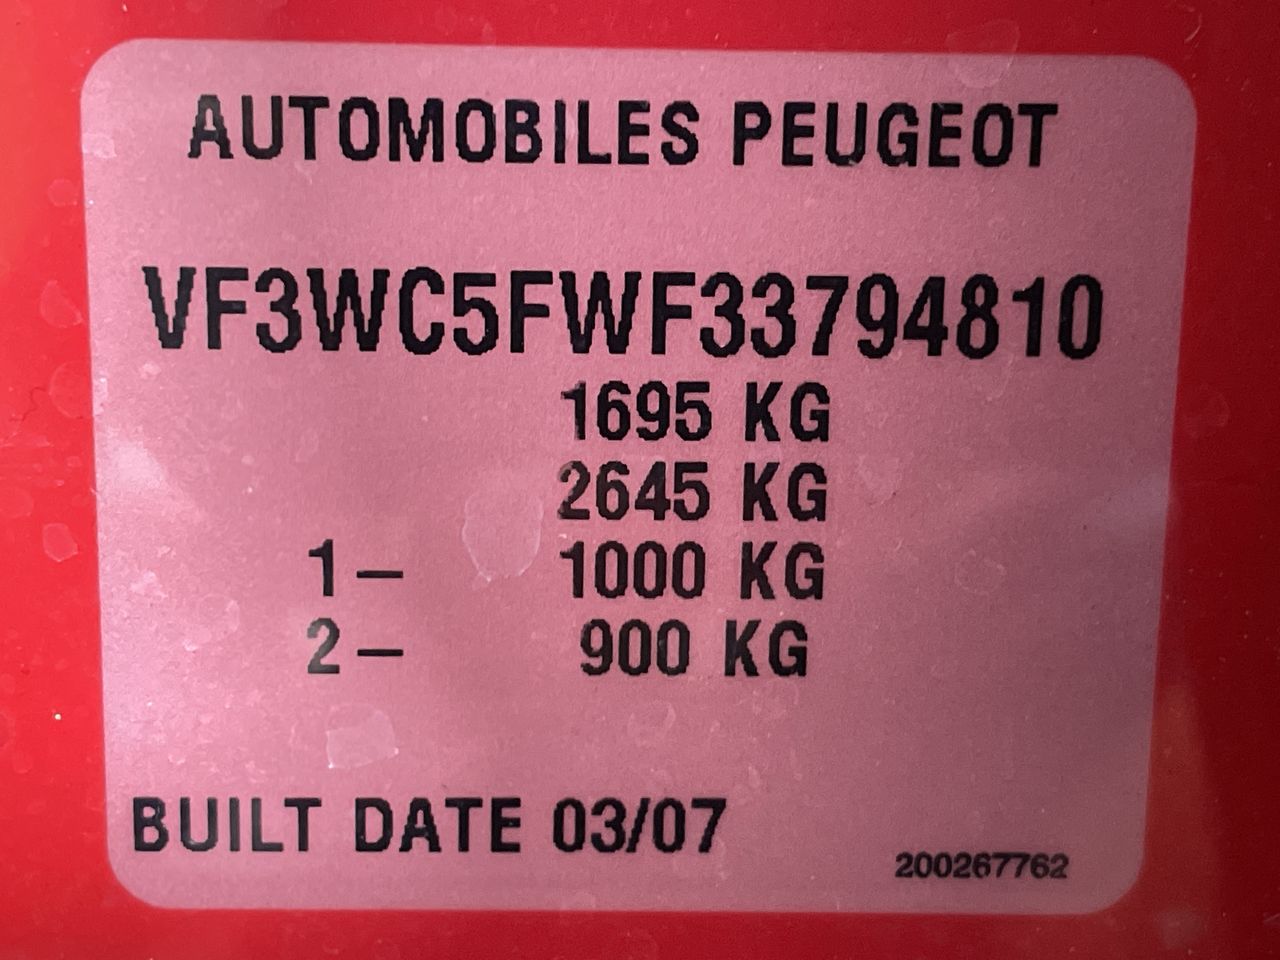 AUTOMOBILES PEUGEOT
VF3WC5FWF33794810
1695 KG
2645 KG
1– 1000 KG
2– 900 KG
BUILT DATE 03/07
200267762